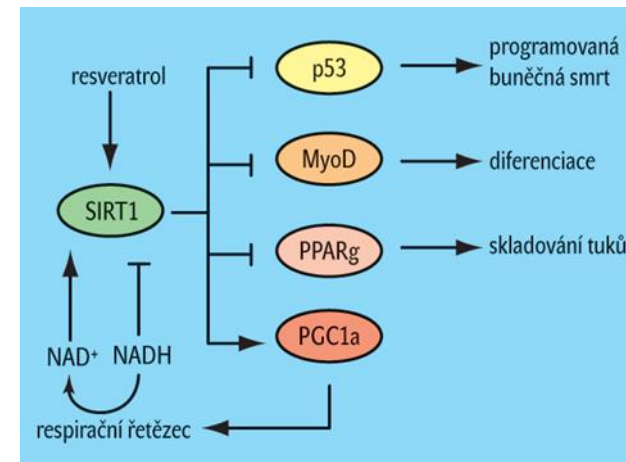 resveratrol
SIRT1
NAD+ NADH
respirační řetězec
p53
MyoD
PPARg
PGC1a
programovaná
buněčná smrt
diferenciace
skladování tuků